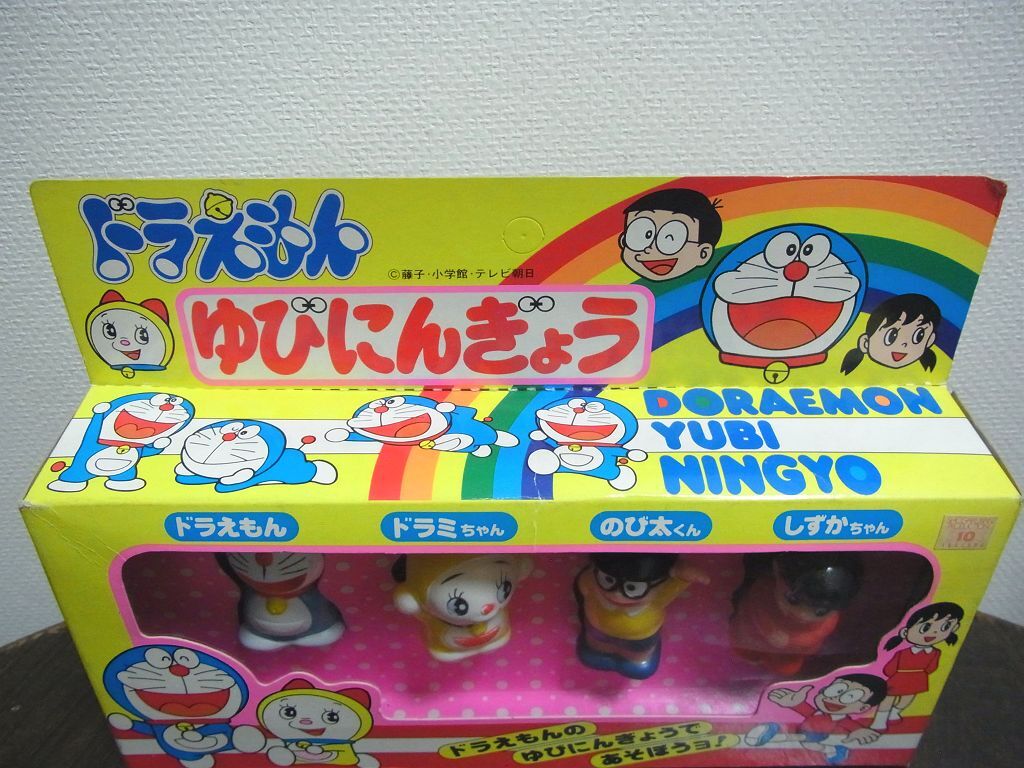 ドラえもん
©藤子・小学館・テレビ朝日
ゆびにんぎょう
DORAEMON
YUBI
NINGYO
ドラえもん
ドラミちゃん
のび太くん
しずかちゃん
10
ドラえもんの
ゆびにんぎょうで
あそぼうヨ!